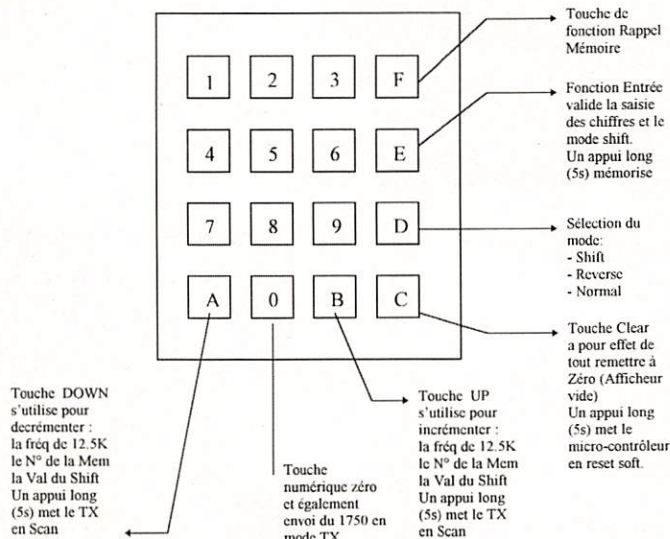 Touche de
fonction Rappel
Mémoire
1 2 3 F
Fonction Entrée
valide la saisie
des chiffres et le
mode shift.
Un appui long
(5s) mémorise
4 5 6 E
7 8 9 D
Sélection du
mode:
- Shift
- Reverse
- Normal
A 0 B C
Touche Clear
a pour effet de
tout remettre à
Zéro (Afficheur
vide)
Un appui long
(5s) met le
micro-contrôleur
en reset soft.
Touche DOWN
s'utilise pour
decrémenter :
la fréq de 12.5K
le N° de la Mem
la Val du Shift
Un appui long
(5s) met le TX
en Scan
Touche
numérique zéro
et également
envoi du 1750 en
mode TX
Touche UP
s'utilise pour
incrémenter :
la fréq de 12.5K
le N° de la Mem
la Val du Shift
Un appui long
(5s) met le TX
en Scan